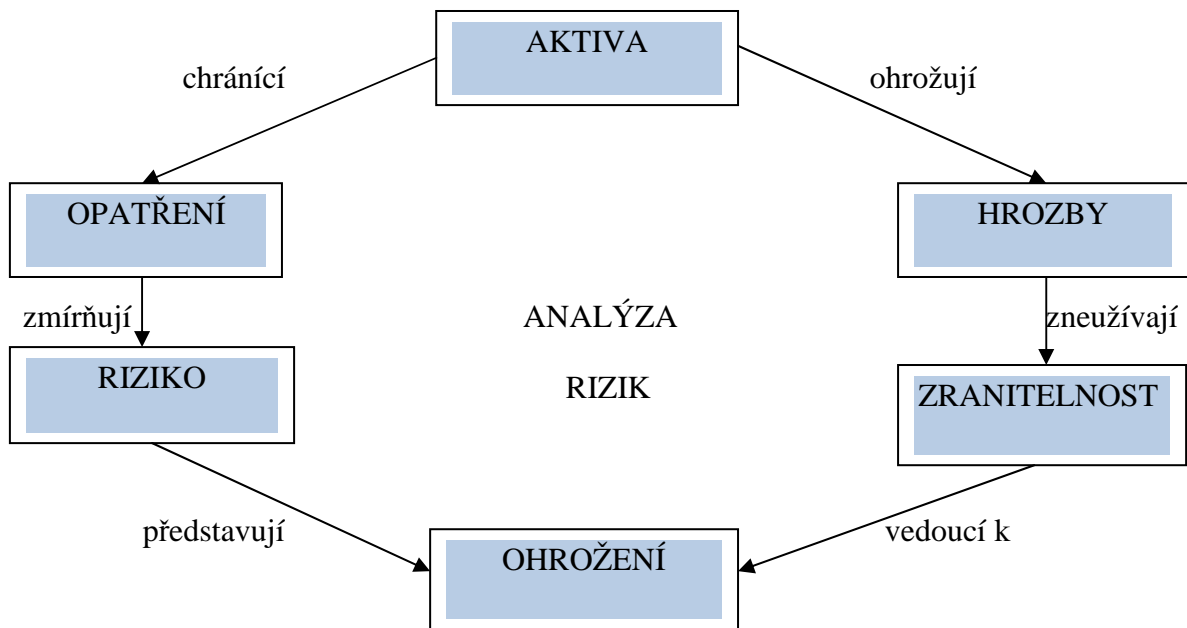 AKTIVA
chránící
ohrožují
OPATŘENÍ
HROZBY
zmírňují
ANALÝZA
zneužívají
RIZIKO
RIZIK
ZRANITELNOST
představují
vedoucí k
OHROŽENÍ